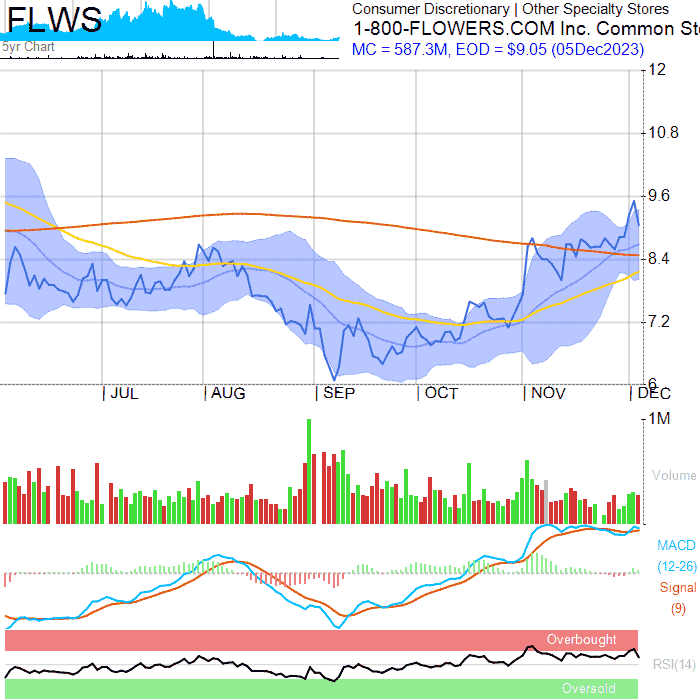 FLWS
5yr Chart
Consumer Discretionary | Other Specialty Stores
1-800-FLOWERS.COM Inc. Common Sto
MC = 587.3M, EOD = $9.05 (05Dec2023)
12
10.8
9.6
8.4
7.2
6
JUL
AUG
SEP
OCT
NOV
DEC
1M
Volume
MACD
(12-26)
Signal
(9)
Overbought
RSI(14)
Oversold